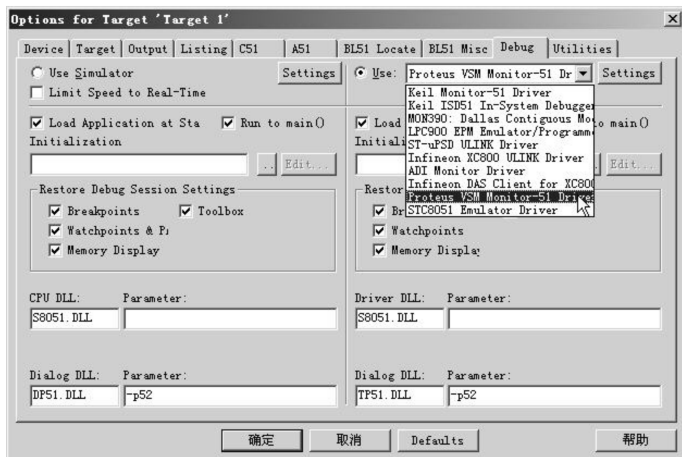 Options for Target 'Target 1'
Device Target Output Listing C51 A51 BL51 Locate BL51 Misc Debug Utilities
Use Simulator Settings
Limit Speed to Real-Time
Load Application at Sta Run to main()
Initialization
.. Edit...
Restore Debug Session Settings
Breakpoints Toolbox
Watchpoints & P
Memory Display
CPU DLL: Parameter:
S8051.DLL
Dialog DLL: Parameter:
DP51.DLL -p52
Use: Proteus VSM Monitor-51 Dr Settings
Keil Monitor-51 Driver
Keil ISD51 In-System Debugger
MON390: Dallas Contiguous Mo
LPC900 EPM Emulator/Programm
ST-uPSD ULINK Driver
Infineon XC800 ULINK Driver
ADI Monitor Driver
Infineon DAS Client for XC800
Proteus VSM Monitor-51 Driver
STC8051 Emulator Driver
Load o main()
Initiali
Edit...
Restor
Br
Watchpoints
Memory Display
Driver DLL: Parameter:
S8051.DLL
Dialog DLL: Parameter:
TP51.DLL -p52
确定 取消 Defaults 帮助